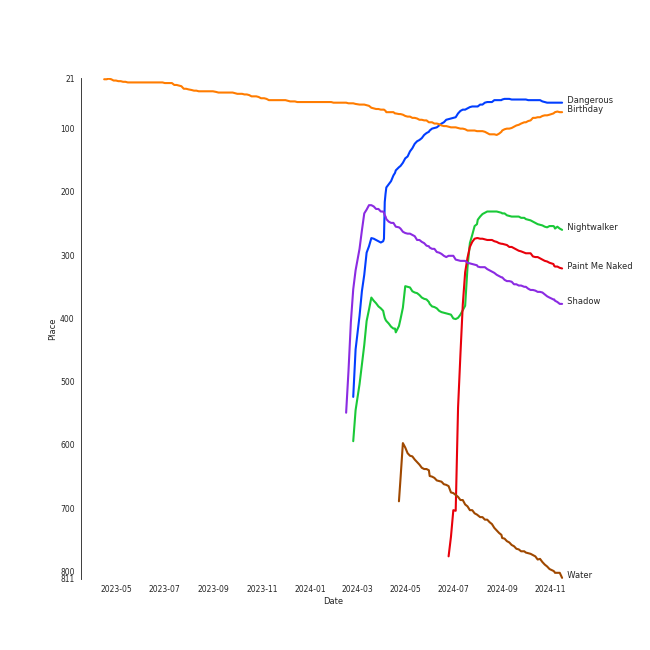 21
100
200
300
400
500
600
700
800
811
Place
2023-05
2023-07
2023-09
2023-11
2024-01
2024-03
2024-05
2024-07
2024-09
2024-11
Date
Dangerous
Birthday
Nightwalker
Paint Me Naked
Shadow
Water